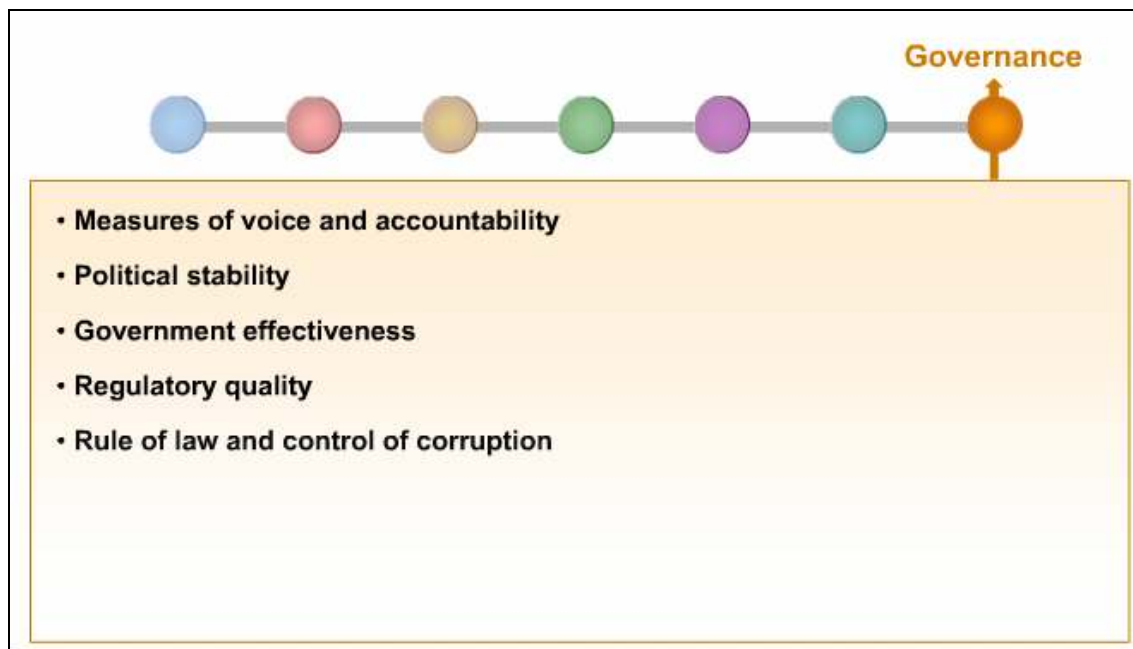 Governance
• Measures of voice and accountability
• Political stability
• Government effectiveness
• Regulatory quality
• Rule of law and control of corruption